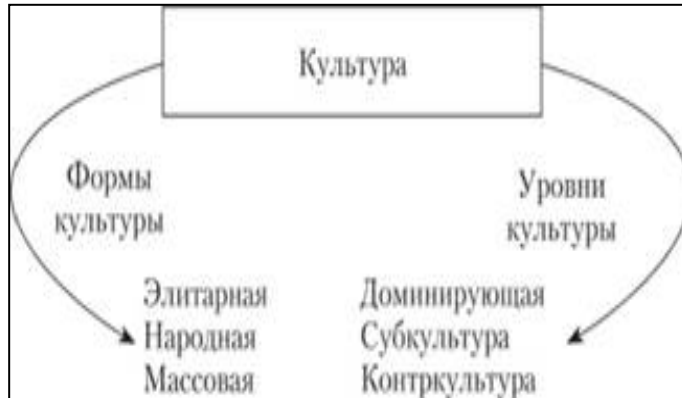 Культура
Формы
культуры
Уровни
культуры
Элитарная
Народная
Массовая
Доминирующая
Субкультура
Контркультура